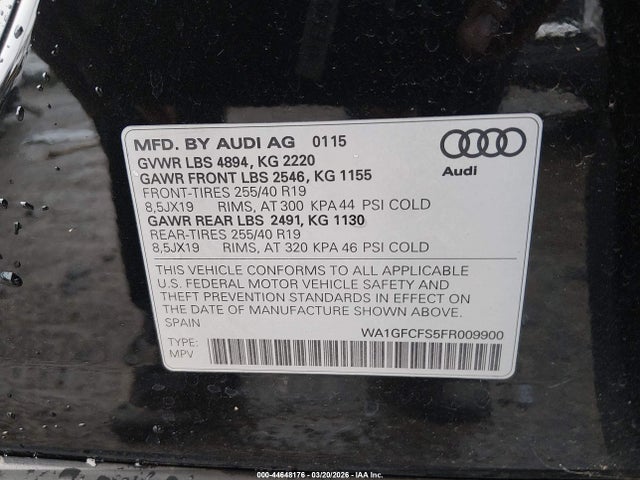 MFD. BY AUDI AG 0115
GVWR LBS 4894, KG 2220
GAWR FRONT LBS 2546, KG 1155
FRONT-TIRES 255/40 R19
8,5JX19 RIMS, AT 300 KPA 44 PSI COLD
GAWR REAR LBS 2491, KG 1130
REAR-TIRES 255/40 R19
8,5JX19 RIMS, AT 320 KPA 46 PSI COLD
Audi
THIS VEHICLE CONFORMS TO ALL APPLICABLE
U.S. FEDERAL MOTOR VEHICLE SAFETY AND
THEFT PREVENTION STANDARDS IN EFFECT ON
THE DATE OF MANUFACTURE SHOWN ABOVE.
SPAIN
WA1GFCFS5FR009900
TYPE:
MPV
000-44648176 - 03/20/2026 - IAAI Inc.